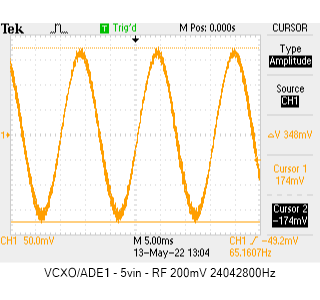 Tek Trig'd M Pos: 0.000s CURSOR
Type
Amplitude
Source
CH1
1
ΔV 348mV
Cursor 1
174mV
Cursor 2
-174mV
CH1 50.0mV M 5.00ms CH1 / -49.2mV
13-May-22 13:04 65.1607Hz
VCXO/ADE1 - 5vin - RF 200mV 24042800Hz